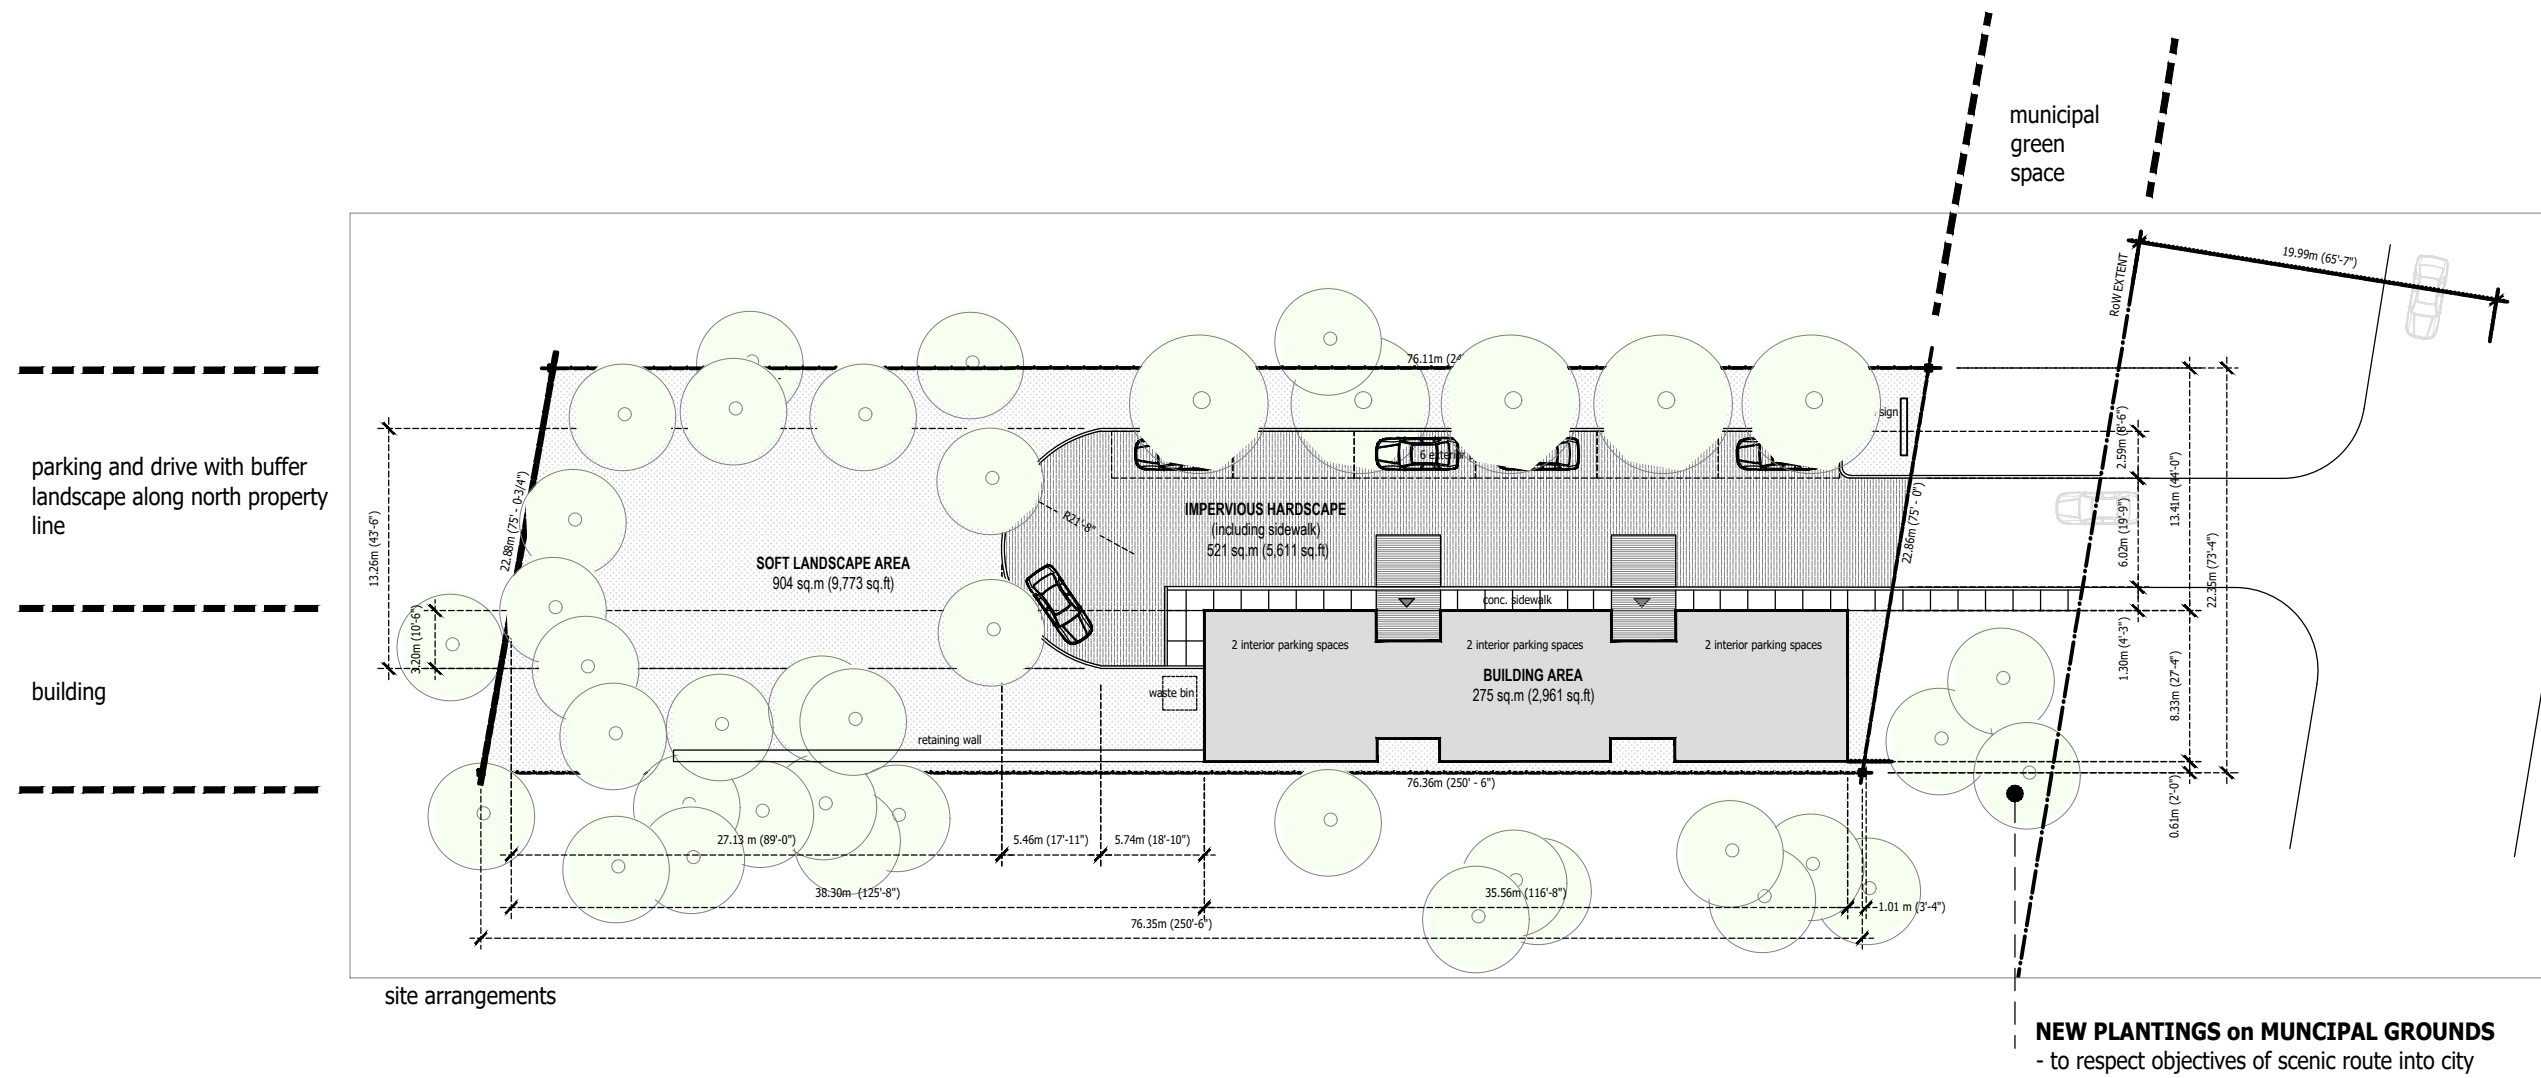 municipal
green
space
19.99m (65'-7")
RoW EXTENT
76.11m (24
sign
6 exterior
parking and drive with buffer
landscape along north property
line
13.26m (43'-6")
22.88m (75' - 0-3/4")
R21'-8"
IMPERVIOUS HARDSCAPE
(including sidewalk)
521 sq.m (5,611 sq.ft)
SOFT LANDSCAPE AREA
904 sq.m (9,773 sq.ft)
22.86m (75' - 0")
2.59m (8'-6")
13.41m (44'-0")
6.02m (19'-9")
22.35m (73'-4")
conc. sidewalk
3.20m (10'-6")
2 interior parking spaces
2 interior parking spaces
2 interior parking spaces
1.30m (4'-3")
BUILDING AREA
275 sq.m (2,961 sq.ft)
building
waste bin
8.33m (27'-4")
retaining wall
76.36m (250' - 6")
0.61m (2'-0")
27.13 m (89'-0")
5.46m (17'-11")
5.74m (18'-10")
38.30m (125'-8")
35.56m (116'-8")
1.01 m (3'-4")
76.35m (250'-6")
site arrangements
NEW PLANTINGS on MUNCIPAL GROUNDS
- to respect objectives of scenic route into city